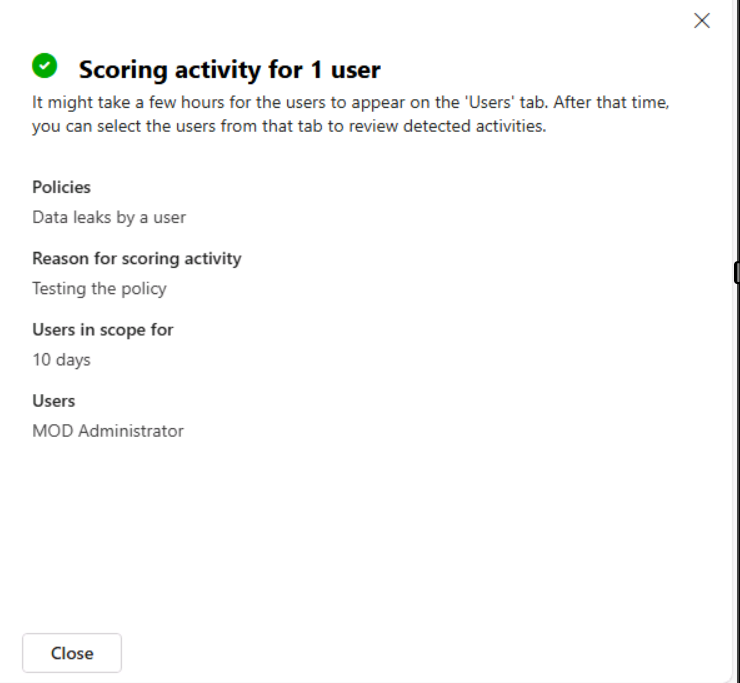 Scoring activity for 1 user
It might take a few hours for the users to appear on the 'Users' tab. After that time,
you can select the users from that tab to review detected activities.
Policies
Data leaks by a user
Reason for scoring activity
Testing the policy
Users in scope for
10 days
Users
MOD Administrator
Close